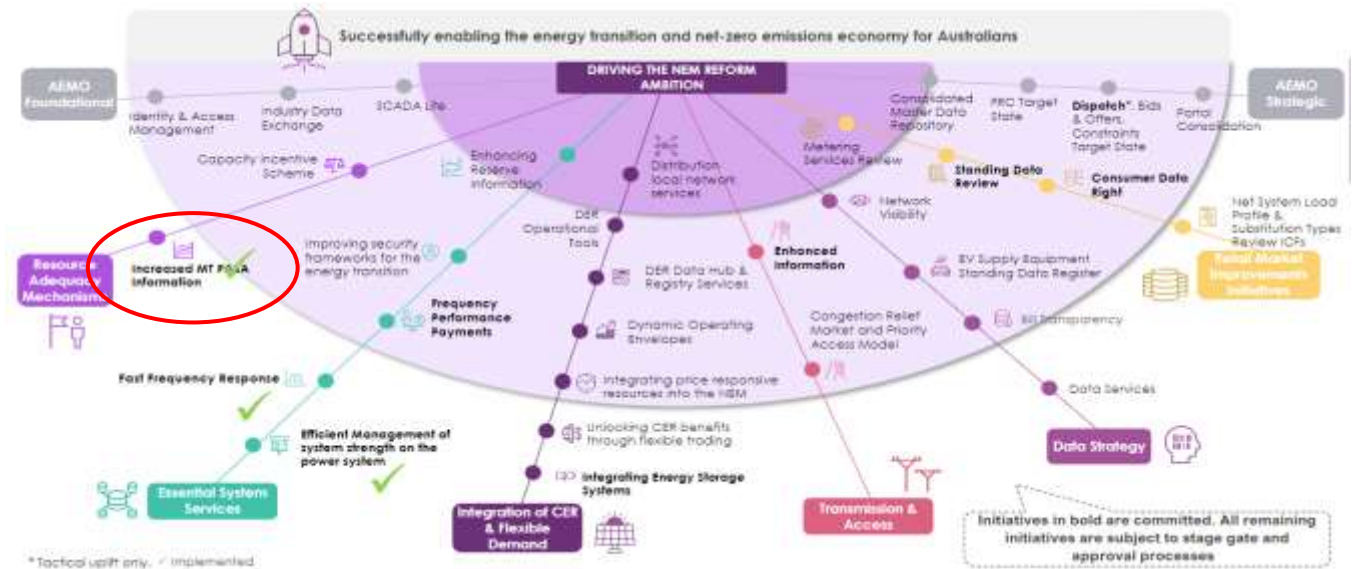 Successfully enabling the energy transition and net-zero emissions economy for Australians
DRIVING THE NEM REFORM
AMBITION
AEMO
Foundational
Identity & Access
Management
Industry Data
Exchange
SCADA Lite
Consolidated
Master Data
Repository
FRC Target
State
Dispatch*, Bids
& Offers,
Constraints
Target State
Portal
Consolidation
AEMO
Strategic
Capacity Incentive
Scheme
Increased MT PASA
Information
Resource
Adequacy
Mechanisms
Enhancing
Reserve
Information
Improving security
frameworks for the
energy transition
Frequency
Performance
Payments
Fast Frequency Response
Efficient Management of
system strength on the
power system
Essential System
Services
Distribution
local network
services
DER
Operational
Tools
DER Data Hub &
Registry Services
Dynamic Operating
Envelopes
Integrating price responsive
resources into the NEM
Unlocking CER benefits
through flexible trading
Integrating Energy Storage
Systems
Integration of CER
& Flexible
Demand
Enhanced
Information
Congestion Relief
Market and Priority
Access Model
Transmission &
Access
Network
Visibility
EV Supply Equipment
Standing Data Register
Bill Transparency
Data Services
Data Strategy
Metering
Services Review
Standing Data
Review
Consumer Data
Right
Net System Load
Profile &
Substitution Types
Review ICFs
Retail Market
Improvements
Initiatives
Initiatives in bold are committed. All remaining
initiatives are subject to stage gate and
approval processes
* Tactical uplift only. ✓ Implemented